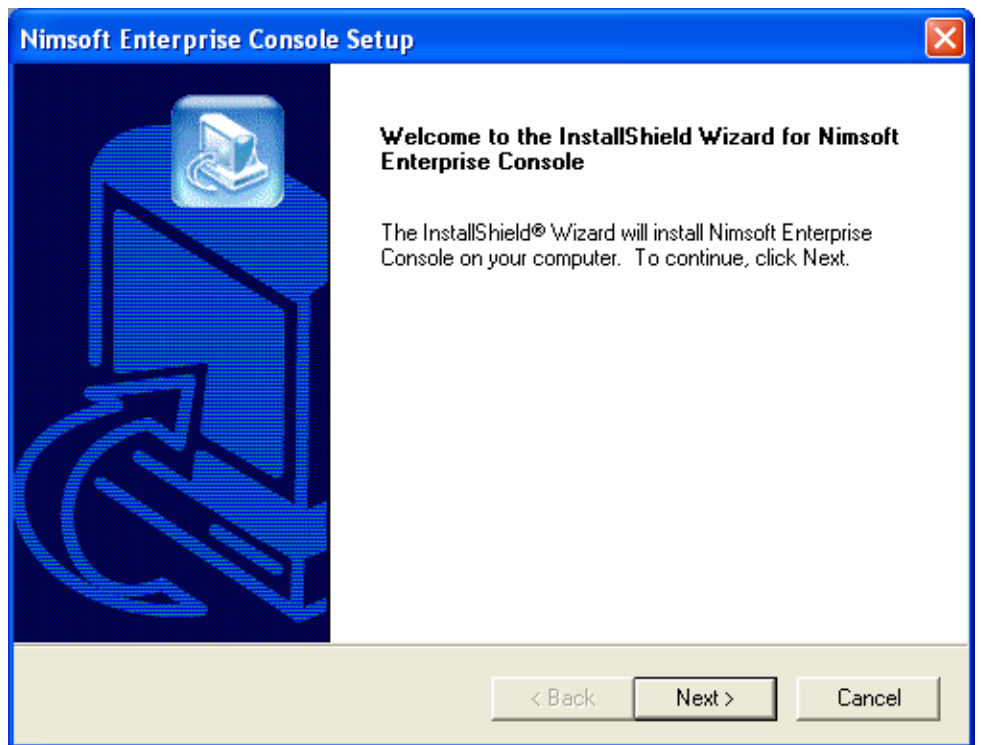 Nimsoft Enterprise Console Setup
Welcome to the InstallShield Wizard for Nimsoft
Enterprise Console
The InstallShield® Wizard will install Nimsoft Enterprise
Console on your computer.  To continue, click Next.
< Back
Next >
Cancel